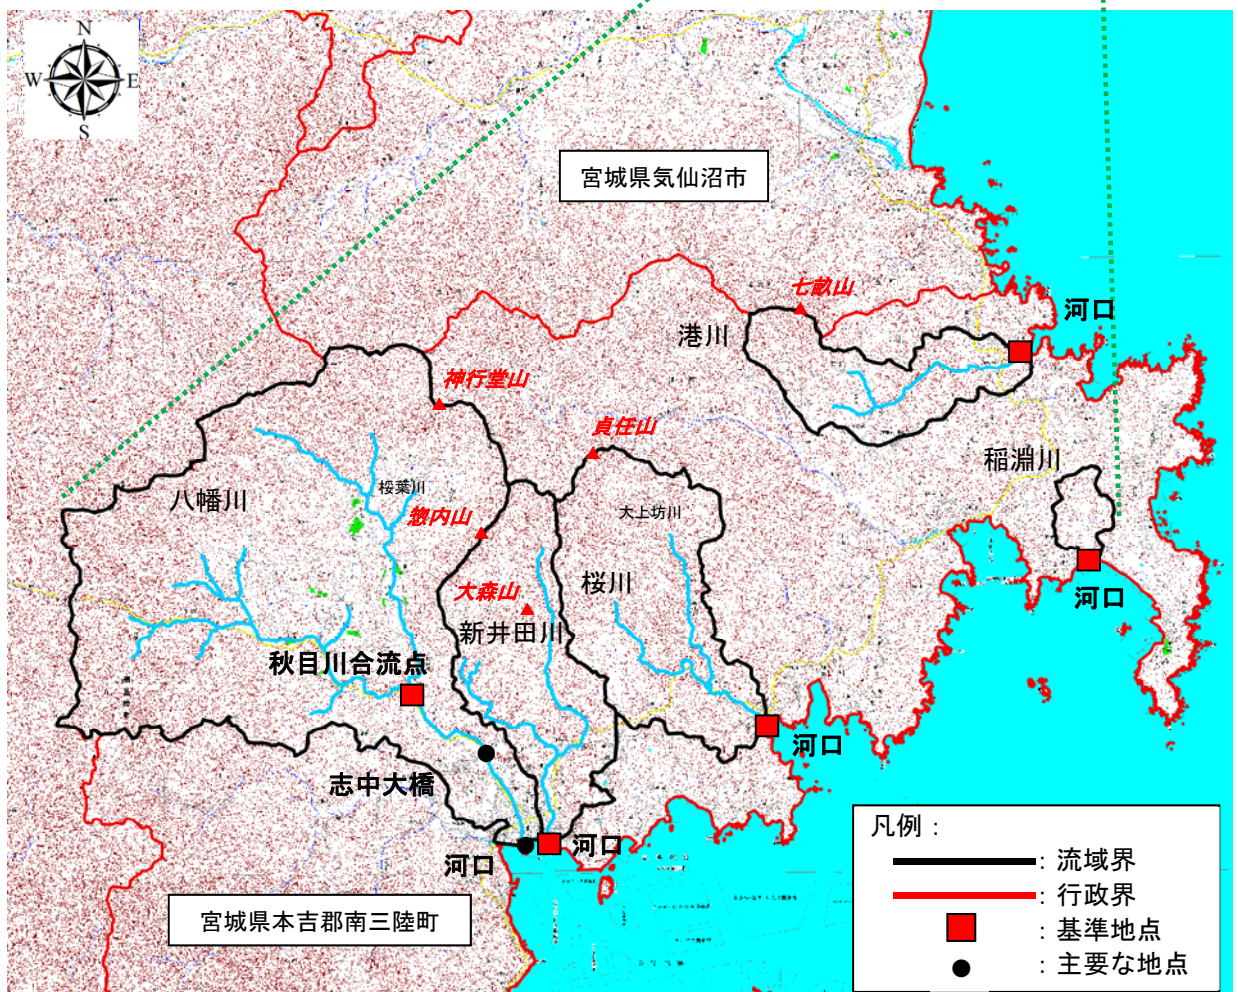 N
W
E
S
宮城県気仙沼市
七畝山
河口
港川
神行堂山
貞任山
稲淵川
桜葉川
八幡川
大上坊川
惣内山
桜川
大森山
河口
新井田川
秋目川合流点
河口
志中大橋
河口
河口
宮城県本吉郡南三陸町
凡例：
：流域界
：行政界
：基準地点
：主要な地点